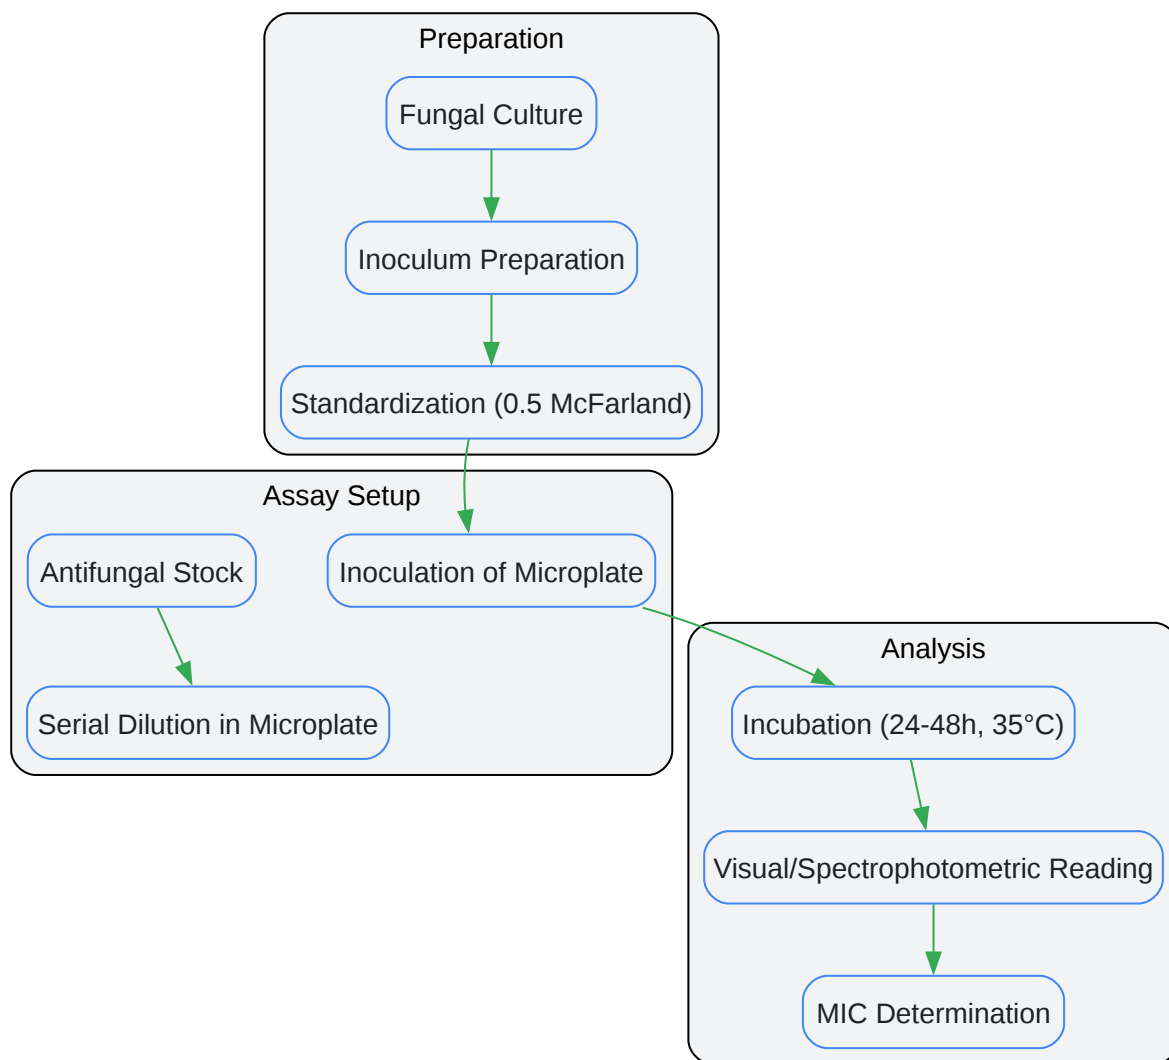 Preparation
Fungal Culture
Inoculum Preparation
Standardization (0.5 McFarland)
Assay Setup
Antifungal Stock
Inoculation of Microplate
Serial Dilution in Microplate
Analysis
Incubation (24-48h, 35°C)
Visual/Spectrophotometric Reading
MIC Determination